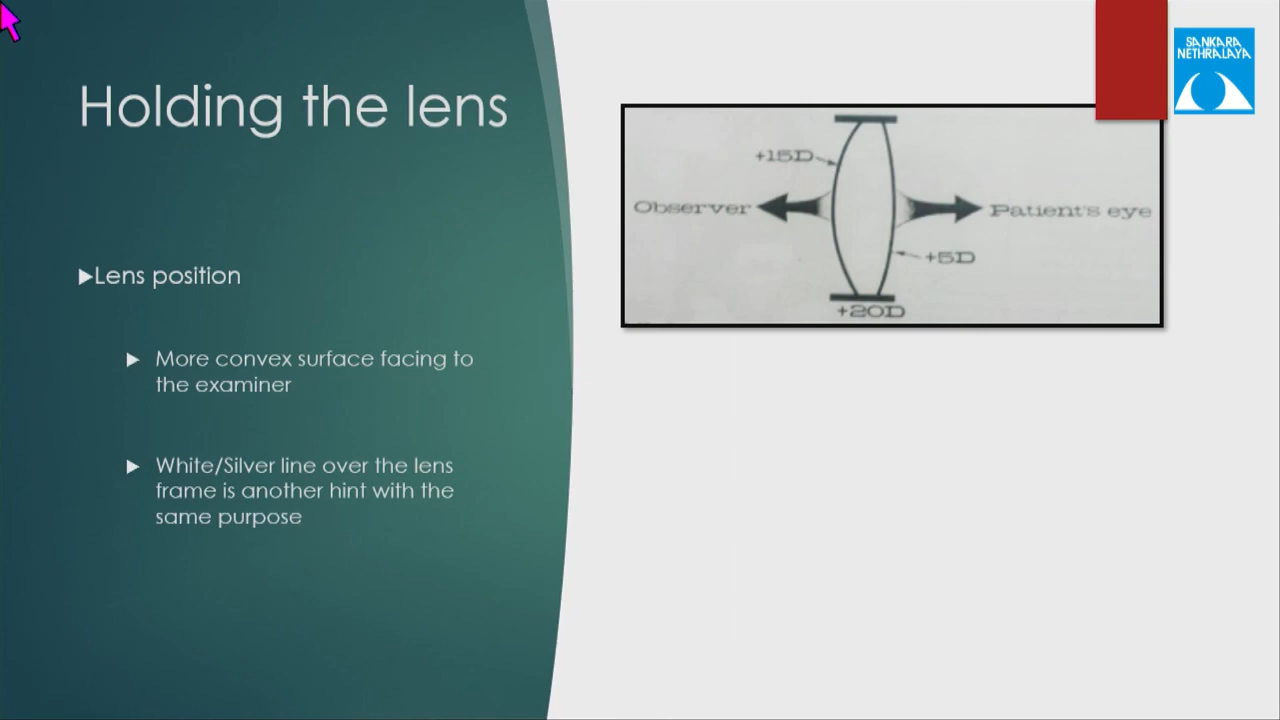 Holding the lens
Lens position
More convex surface facing to
the examiner
White/Silver line over the lens
frame is another hint with the
same purpose
+15D
Observer
Patient's eye
+5D
+20D
SANKARA
NETHRALAYA